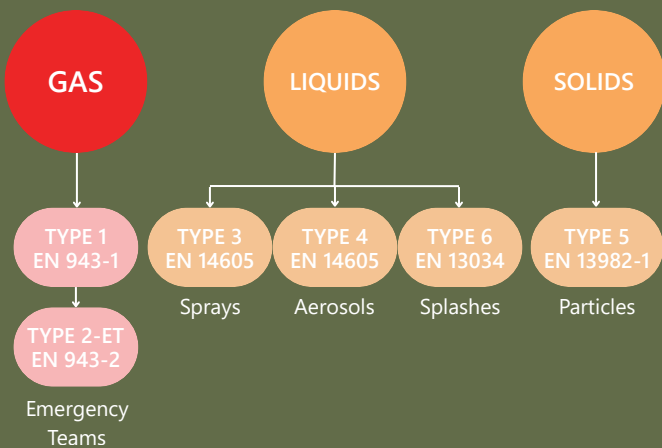 GAS
LIQUIDS
SOLIDS
TYPE 1
EN 943-1
TYPE 3
EN 14605
TYPE 4
EN 14605
TYPE 6
EN 13034
TYPE 5
EN 13982-1
Sprays
Aerosols
Splashes
Particles
TYPE 2-ET
EN 943-2
Emergency
Teams